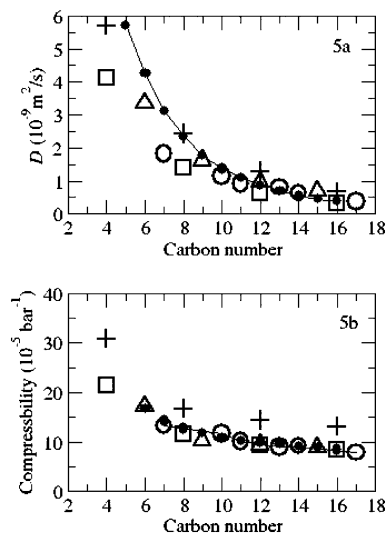 6
5
4
3
2
1
0
D (10⁻⁹ m²/s)
5a
2 4 6 8 10 12 14 16 18
Carbon number
40
30
20
10
0
Compressbility (10⁻⁵ bar⁻¹)
5b
2 4 6 8 10 12 14 16 18
Carbon number